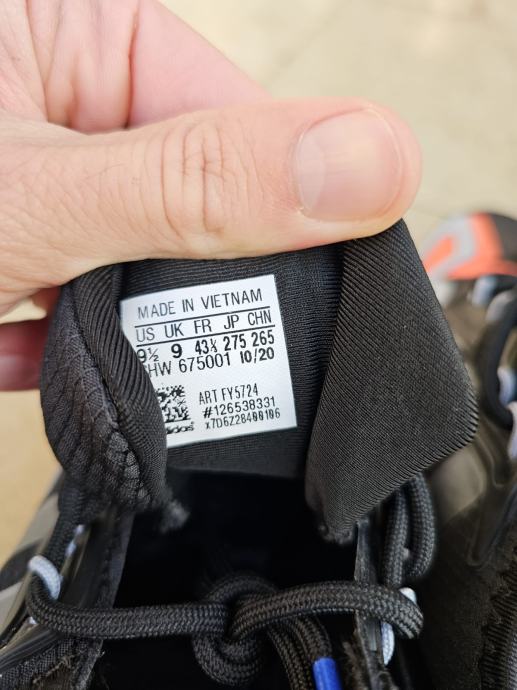 MADE IN VIETNAM
US UK FR JP CHN
9½ 9 43⅓ 275 265
HW 675001 10/20
ART FY5724
#126538331
x7D6Z28400106
adidas